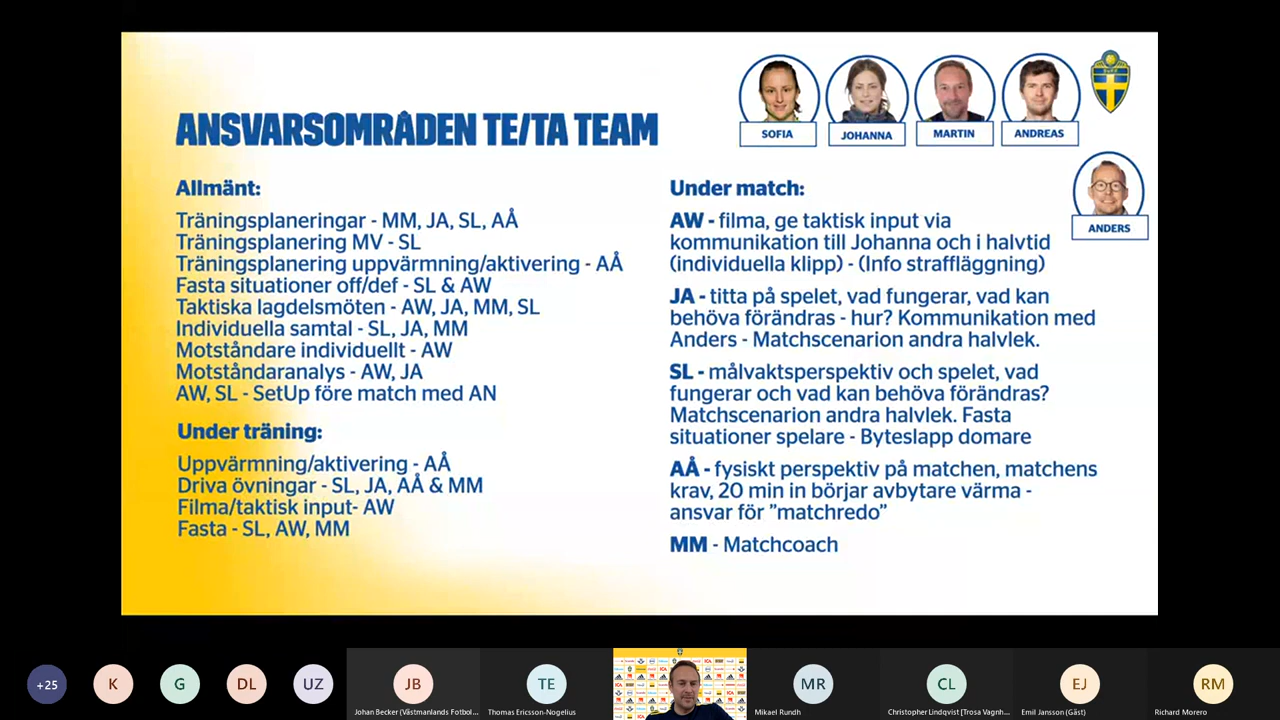 ANSVARSOMRÅDEN TE/TA TEAM
SOFIA
JOHANNA
MARTIN
ANDREAS
ANDERS
Allmänt:
Träningsplaneringar - MM, JA, SL, AÅ
Träningsplanering MV - SL
Träningsplanering uppvärmning/aktivering - AÅ
Fasta situationer off/def - SL & AW
Taktiska lagdelsmöten - AW, JA, MM, SL
Individuella samtal - SL, JA, MM
Motståndare individuellt - AW
Motståndaranalys - AW, JA
AW, SL - SetUp före match med AN
Under träning:
Uppvärmning/aktivering - AÅ
Driva övningar - SL, JA, AÅ & MM
Filma/taktisk input- AW
Fasta - SL, AW, MM
Under match:
AW - filma, ge taktisk input via
kommunikation till Johanna och i halvtid
(individuella klipp) - (Info straffläggning)
JA - titta på spelet, vad fungerar, vad kan
behöva förändras - hur? Kommunikation med
Anders - Matchscenarion andra halvlek.
SL - målvaktsperspektiv och spelet, vad
fungerar och vad kan behöva förändras?
Matchscenarion andra halvlek. Fasta
situationer spelare - Byteslapp domare
AÅ - fysiskt perspektiv på matchen, matchens
krav, 20 min in börjar avbytare värma -
ansvar för ”matchredo”
MM - Matchcoach
+25
K
G
DL
UZ
JB
TE
MR
CL
EJ
RM
Johan Becker (Västmanlands Fotbol...
Thomas Ericsson-Nogelius
Mikael Rundh
Christopher Lindqvist [Trosa Vagnh...
Emil Jansson (Gäst)
Richard Morero